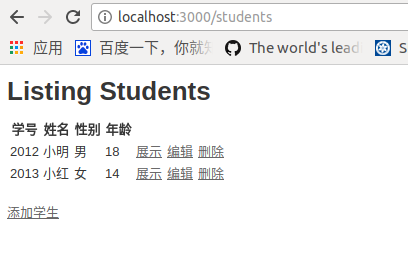 localhost:3000/students
应用 百度一下，你就 The world's lead S
Listing Students
学号 姓名 性别 年龄
2012 小明 男 18 展示 编辑 删除
2013 小红 女 14 展示 编辑 删除
添加学生